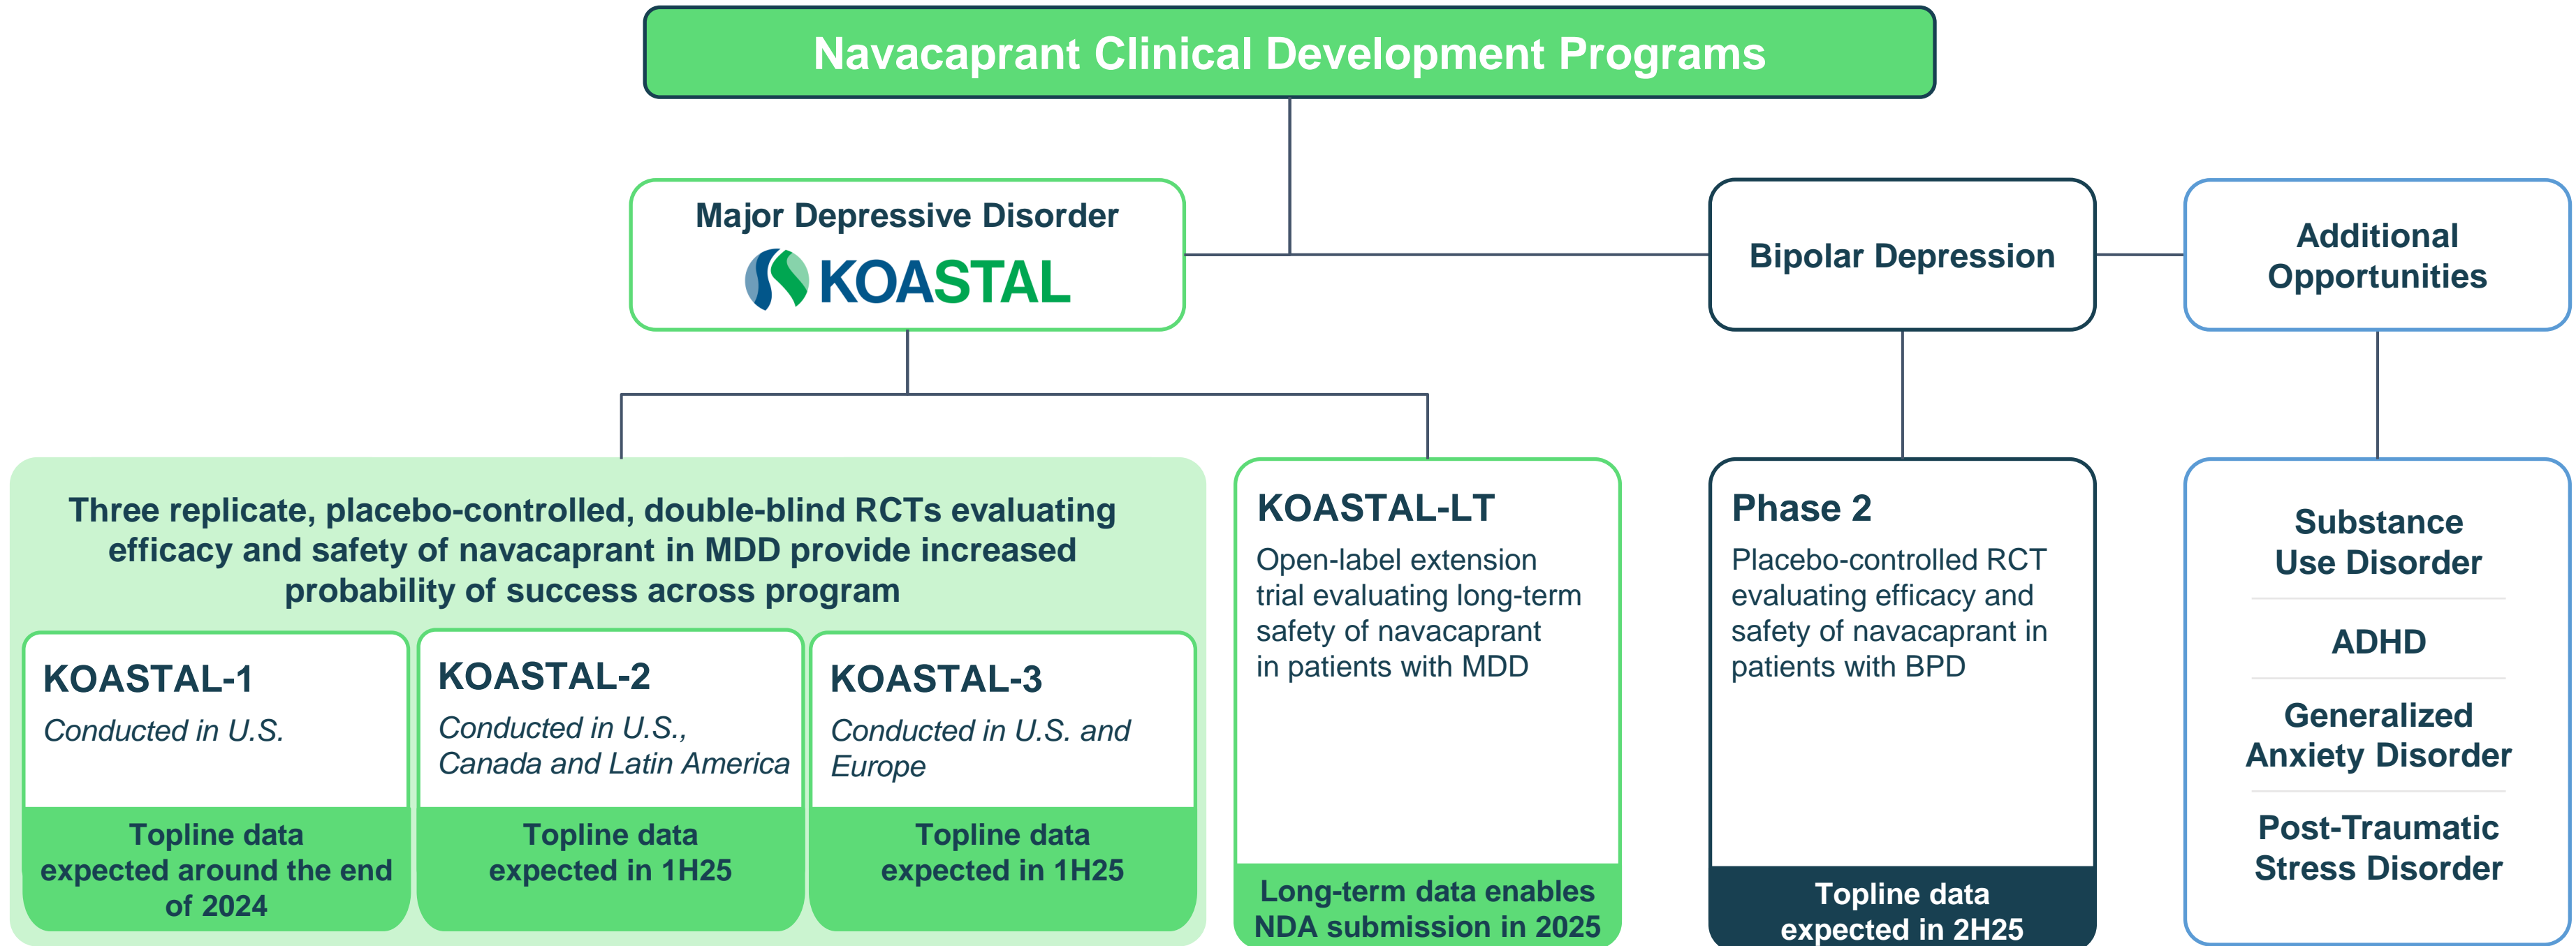 Navacaprant Clinical Development Programs
Major Depressive Disorder
KOASTAL
Bipolar Depression
Additional
Opportunities
Three replicate, placebo-controlled, double-blind RCTs evaluating
efficacy and safety of navacaprant in MDD provide increased
probability of success across program
KOASTAL-1
Conducted in U.S.
Topline data
expected around the end
of 2024
KOASTAL-2
Conducted in U.S.,
Canada and Latin America
Topline data
expected in 1H25
KOASTAL-3
Conducted in U.S. and
Europe
Topline data
expected in 1H25
KOASTAL-LT
Open-label extension
trial evaluating long-term
safety of navacaprant
in patients with MDD
Long-term data enables
NDA submission in 2025
Phase 2
Placebo-controlled RCT
evaluating efficacy and
safety of navacaprant in
patients with BPD
Topline data
expected in 2H25
Substance
Use Disorder
ADHD
Generalized
Anxiety Disorder
Post-Traumatic
Stress Disorder